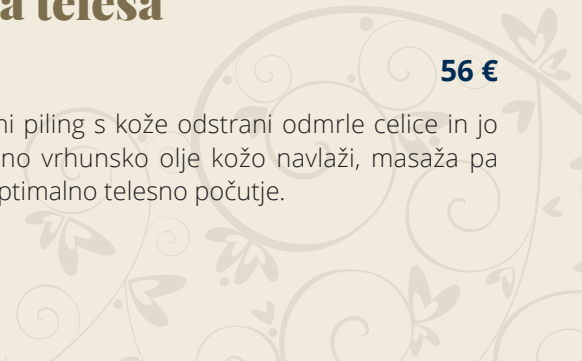 a telesa
56 €
ni piling s kože odstrani odmrle celice in jo
no vrhunsko olje kožo navlaži, masaža pa
ptimalno telesno počutje.